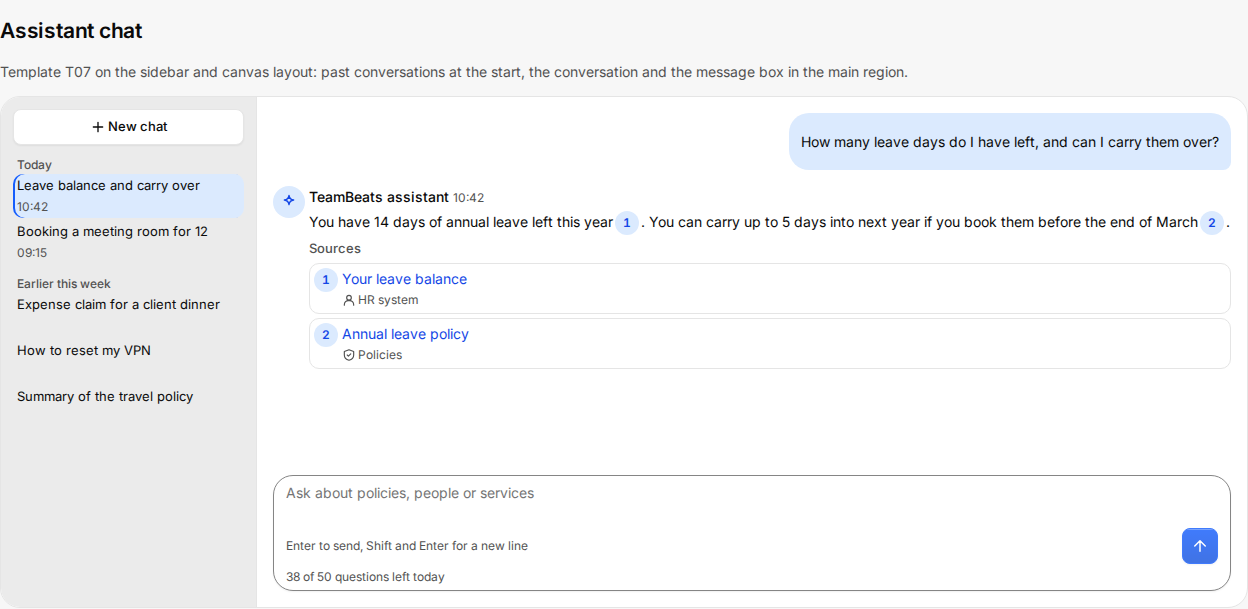 Assistant chat
Template T07 on the sidebar and canvas layout: past conversations at the start, the conversation and the message box in the main region.
New chat
Today
Leave balance and carry over
10:42
Booking a meeting room for 12
09:15
Earlier this week
Expense claim for a client dinner
How to reset my VPN
Summary of the travel policy
How many leave days do I have left, and can I carry them over?
TeamBeats assistant 10:42
You have 14 days of annual leave left this year 1 . You can carry up to 5 days into next year if you book them before the end of March 2 .
Sources
1 Your leave balance
HR system
2 Annual leave policy
Policies
Ask about policies, people or services
Enter to send, Shift and Enter for a new line
38 of 50 questions left today